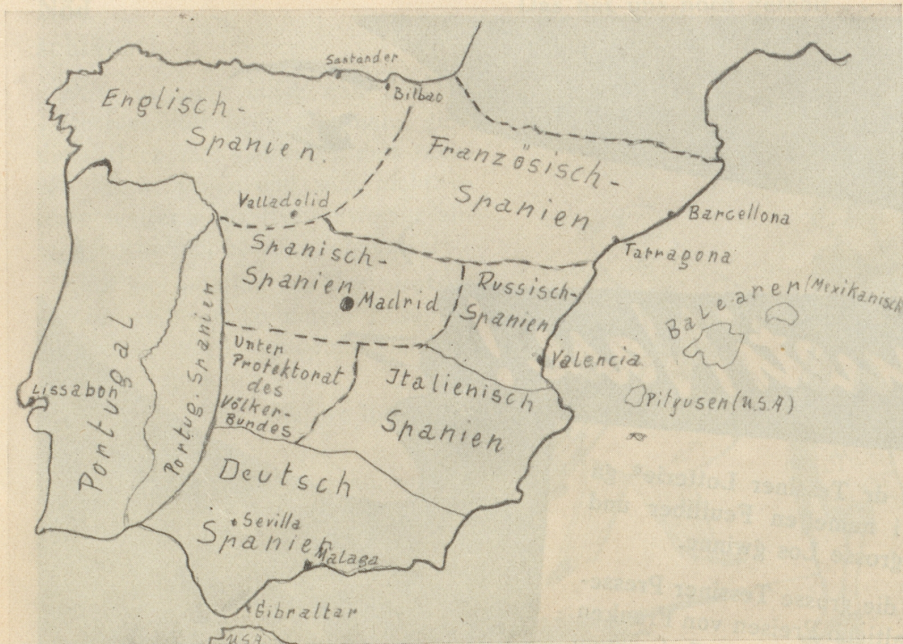 Santander
Bilbao
Englisch-
Spanien.
Französisch-
Spanien
Valladolid
Barcellona
Tarragona
Spanisch-
Spanien
Madrid
Russisch-
Spanien
Balearen (Mexikanisch
Valencia
Pityusen (U.S.A)
Unter
Protektorat
des
Völker-
Bundes
Italienisch
Spanien
Lissabon
Portugal
Portug. Spanien
Deutsch
Spanien
Sevilla
Malaga
Gibraltar
USA